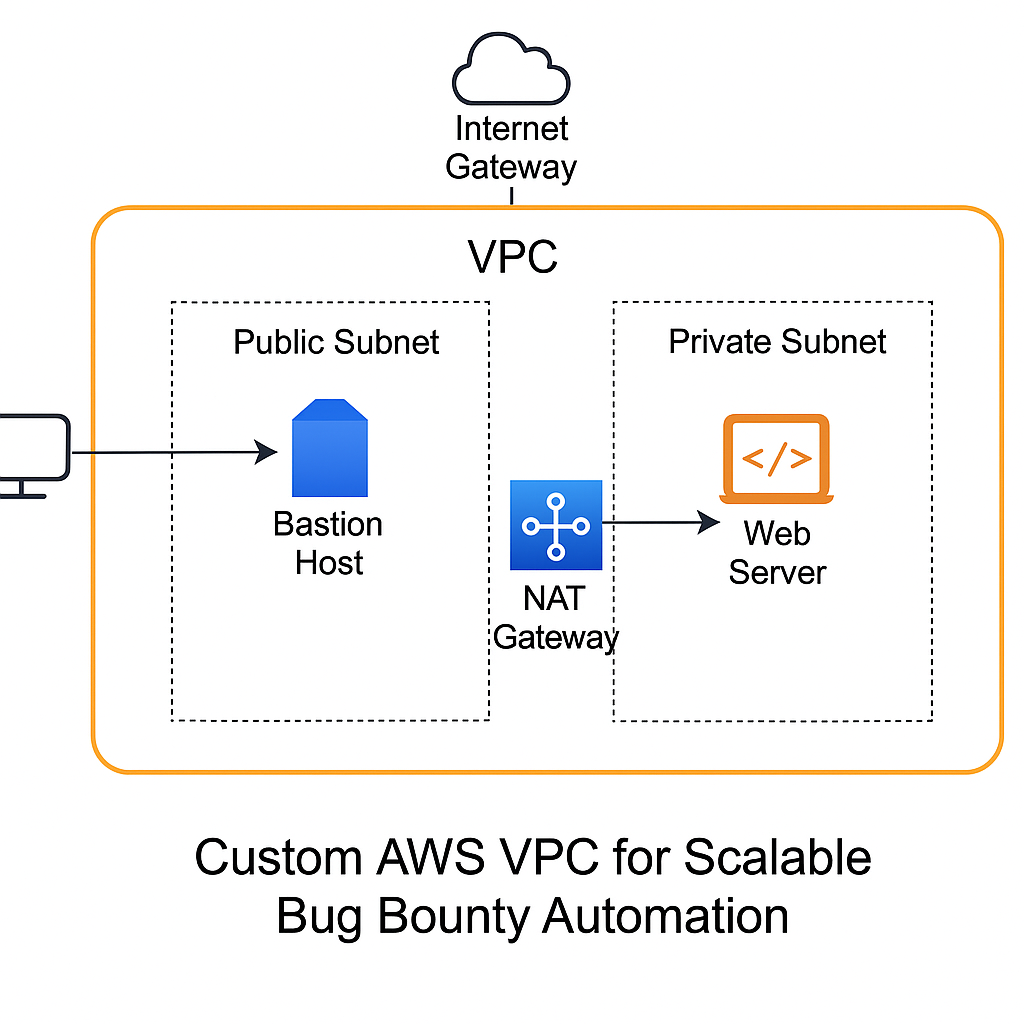 Internet
Gateway
VPC
Public Subnet
Private Subnet
Bastion
Host
</>
Web
Server
NAT
Gateway
Custom AWS VPC for Scalable
Bug Bounty Automation